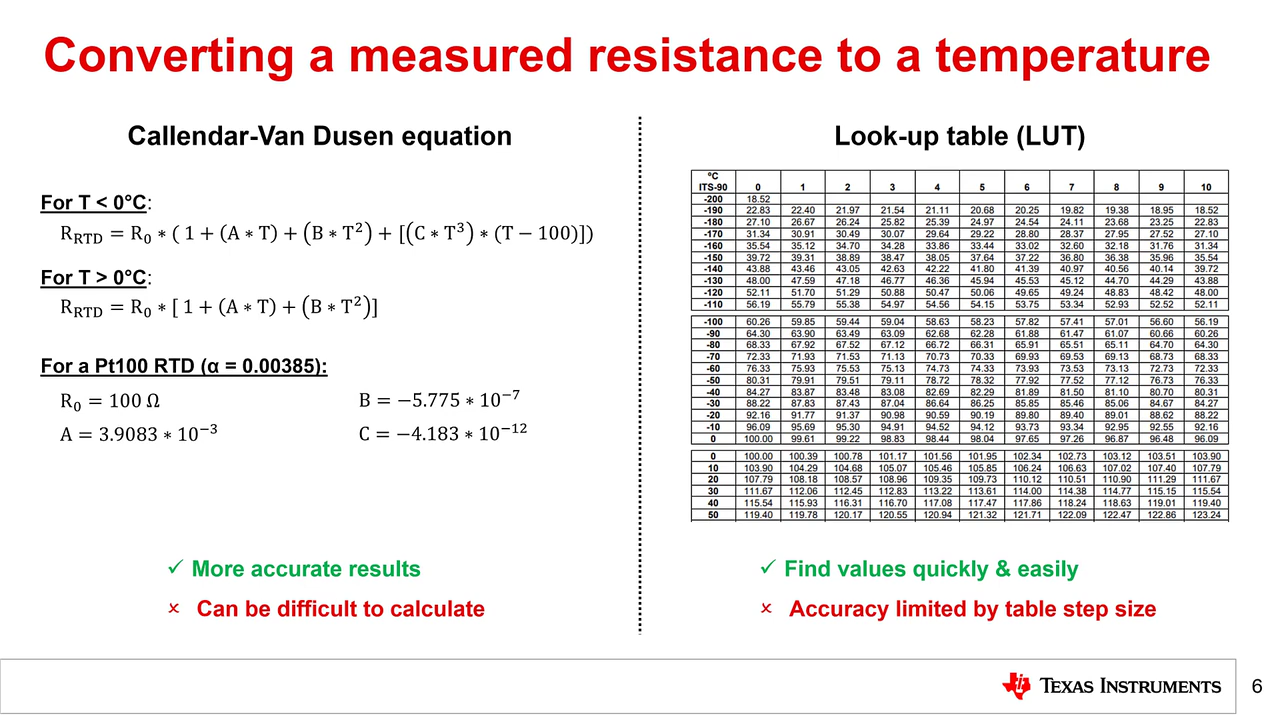 Converting a measured resistance to a temperature
Callendar-Van Dusen equation
For T < 0°C:
R_RTD = R_0 ∗ ( 1 + (A ∗ T) + (B ∗ T²) + [(C ∗ T³) ∗ (T − 100)])
For T > 0°C:
R_RTD = R_0 ∗ [ 1 + (A ∗ T) + (B ∗ T²)]
For a Pt100 RTD (α = 0.00385):
R_0 = 100 Ω B = −5.775 ∗ 10⁻⁷
A = 3.9083 ∗ 10⁻³ C = −4.183 ∗ 10⁻¹²
✓ More accurate results
× Can be difficult to calculate
Look-up table (LUT)
°C
ITS-90 0 1 2 3 4 5 6 7 8 9 10
-200 18.52
-190 22.83 22.40 21.97 21.54 21.11 20.68 20.25 19.82 19.38 18.95 18.52
-180 27.10 26.67 26.24 25.82 25.39 24.97 24.54 24.11 23.68 23.25 22.83
-170 31.34 30.91 30.49 30.07 29.64 29.22 28.80 28.37 27.95 27.52 27.10
-160 35.54 35.12 34.70 34.28 33.86 33.44 33.02 32.60 32.18 31.76 31.34
-150 39.72 39.31 38.89 38.47 38.05 37.64 37.22 36.80 36.38 35.96 35.54
-140 43.88 43.46 43.05 42.63 42.22 41.80 41.39 40.97 40.56 40.14 39.72
-130 48.00 47.59 47.18 46.77 46.36 45.94 45.53 45.12 44.70 44.29 43.88
-120 52.11 51.70 51.29 50.88 50.47 50.06 49.65 49.24 48.83 48.42 48.00
-110 56.19 55.79 55.38 54.97 54.56 54.15 53.75 53.34 52.93 52.52 52.11
-100 60.26 59.85 59.44 59.04 58.63 58.23 57.82 57.41 57.01 56.60 56.19
-90 64.30 63.90 63.49 63.09 62.68 62.28 61.88 61.47 61.07 60.66 60.26
-80 68.33 67.92 67.52 67.12 66.72 66.31 65.91 65.51 65.11 64.70 64.30
-70 72.33 71.93 71.53 71.13 70.73 70.33 69.93 69.53 69.13 68.73 68.33
-60 76.33 75.93 75.53 75.13 74.73 74.33 73.93 73.53 73.13 72.73 72.33
-50 80.31 79.91 79.51 79.11 78.72 78.32 77.92 77.52 77.12 76.73 76.33
-40 84.27 83.87 83.48 83.08 82.69 82.29 81.89 81.50 81.10 80.70 80.31
-30 88.22 87.83 87.43 87.04 86.64 86.25 85.85 85.46 85.06 84.67 84.27
-20 92.16 91.77 91.37 90.98 90.59 90.19 89.80 89.40 89.01 88.62 88.22
-10 96.09 95.69 95.30 94.91 94.52 94.12 93.73 93.34 92.95 92.55 92.16
0 100.00 99.61 99.22 98.83 98.44 98.04 97.65 97.26 96.87 96.48 96.09
0 100.00 100.39 100.78 101.17 101.56 101.95 102.34 102.73 103.12 103.51 103.90
10 103.90 104.29 104.68 105.07 105.46 105.85 106.24 106.63 107.02 107.40 107.79
20 107.79 108.18 108.57 108.96 109.35 109.73 110.12 110.51 110.90 111.29 111.67
30 111.67 112.06 112.45 112.83 113.22 113.61 114.00 114.38 114.77 115.15 115.54
40 115.54 115.93 116.31 116.70 117.08 117.47 117.86 118.24 118.63 119.01 119.40
50 119.40 119.78 120.17 120.55 120.94 121.32 121.71 122.09 122.47 122.86 123.24
✓ Find values quickly & easily
× Accuracy limited by table step size
TEXAS INSTRUMENTS
6